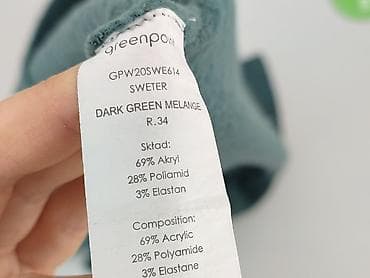 greenpoi
GPW20SWE614
SWETER
DARK GREEN MELANGE
R.34
Skład:
69% Akryl
28% Poliamid
3% Elastan
Composition:
69% Acrylic
28% Polyamide
3% Elastane